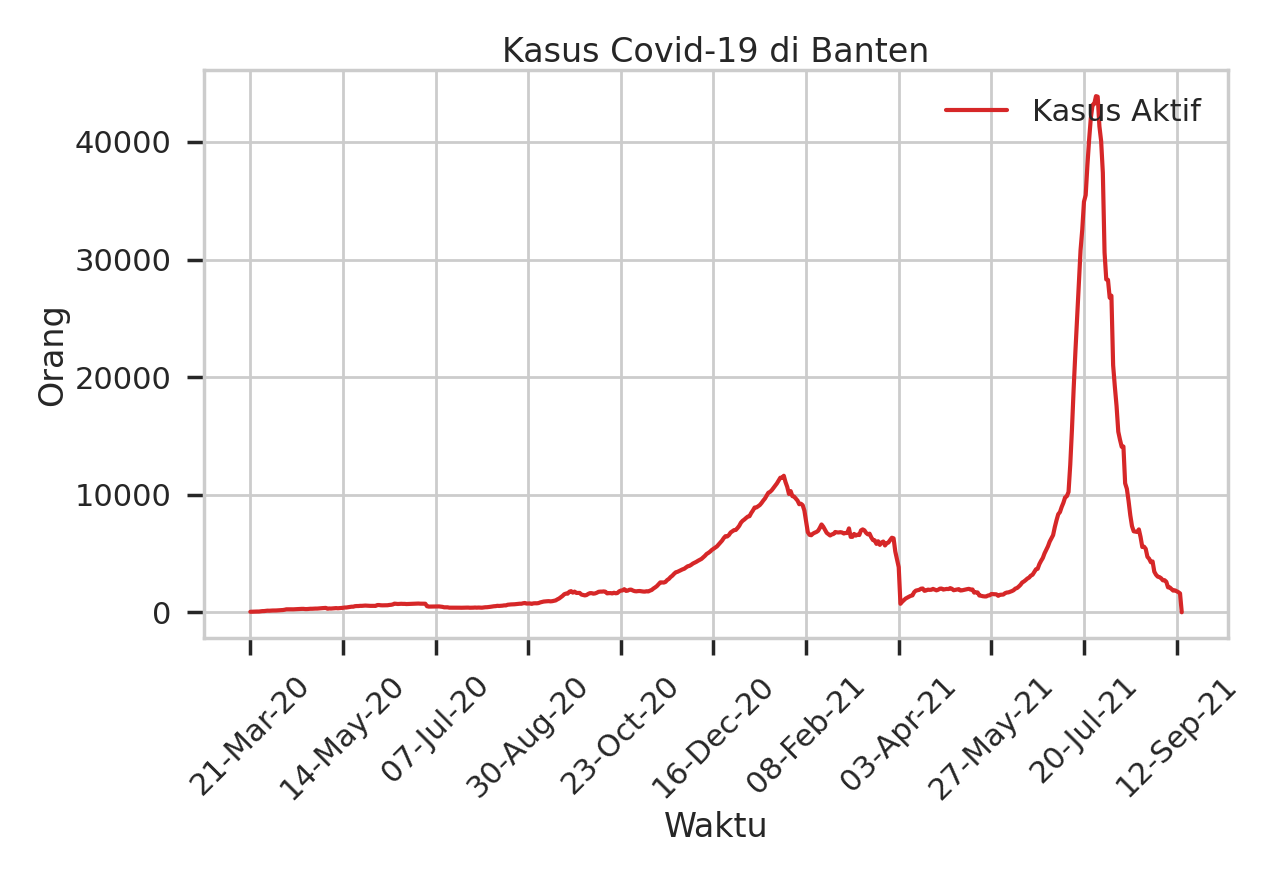 Kasus Covid-19 di Banten
Kasus Aktif
40000
30000
20000
10000
0
Orang
21-Mar-20
14-May-20
07-Jul-20
30-Aug-20
23-Oct-20
16-Dec-20
08-Feb-21
03-Apr-21
27-May-21
20-Jul-21
12-Sep-21
Waktu